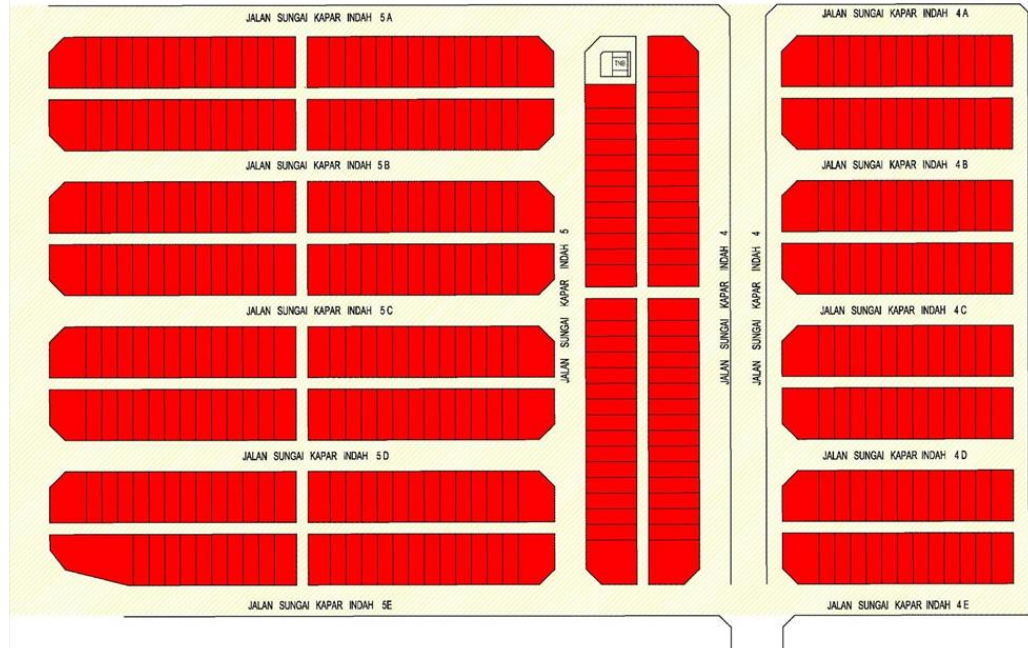 JALAN SUNGAI KAPAR INDAH 5A
JALAN SUNGAI KAPAR INDAH 4A
TNB
JALAN SUNGAI KAPAR INDAH 5B
JALAN SUNGAI KAPAR INDAH 4B
JALAN SUNGAI KAPAR INDAH 5
JALAN SUNGAI KAPAR INDAH 4
JALAN SUNGAI KAPAR INDAH 4
JALAN SUNGAI KAPAR INDAH 5C
JALAN SUNGAI KAPAR INDAH 4C
JALAN SUNGAI KAPAR INDAH 5D
JALAN SUNGAI KAPAR INDAH 4D
JALAN SUNGAI KAPAR INDAH 5E
JALAN SUNGAI KAPAR INDAH 4E